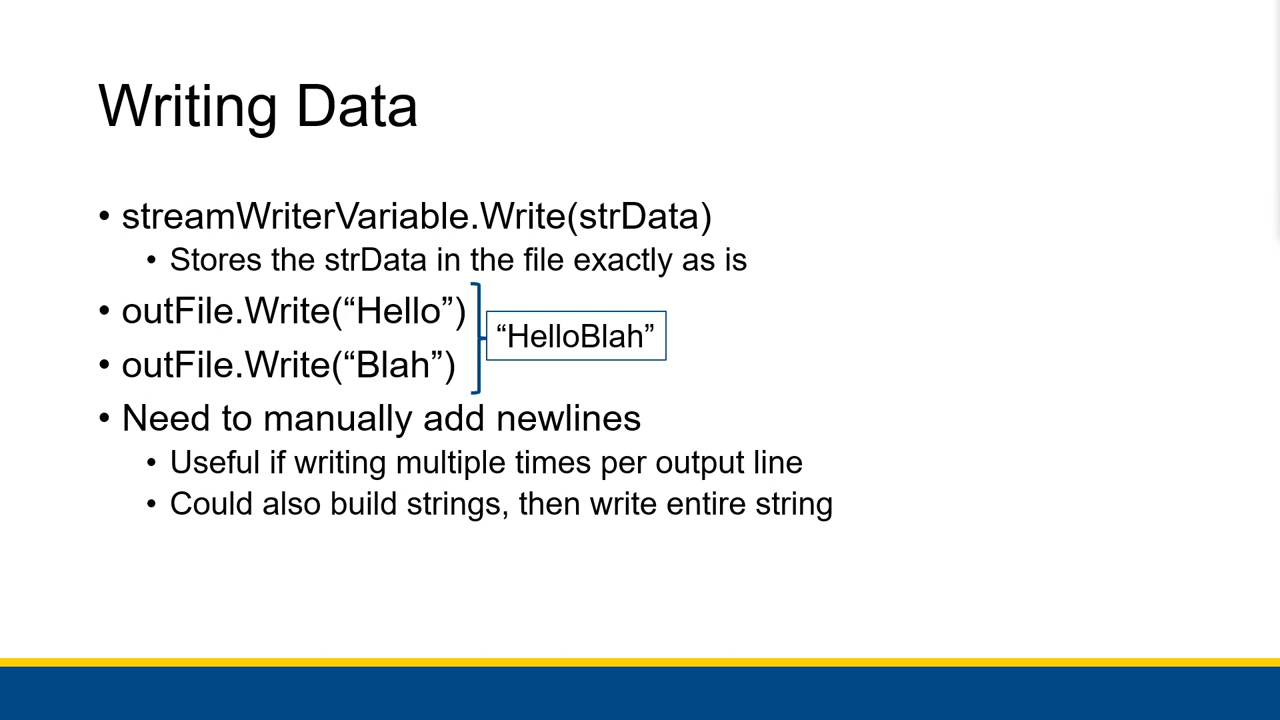 Writing Data
• streamWriterVariable.Write(strData)
• Stores the strData in the file exactly as is
• outFile.Write(“Hello”)
“HelloBlah”
• outFile.Write(“Blah”)
• Need to manually add newlines
• Useful if writing multiple times per output line
• Could also build strings, then write entire string